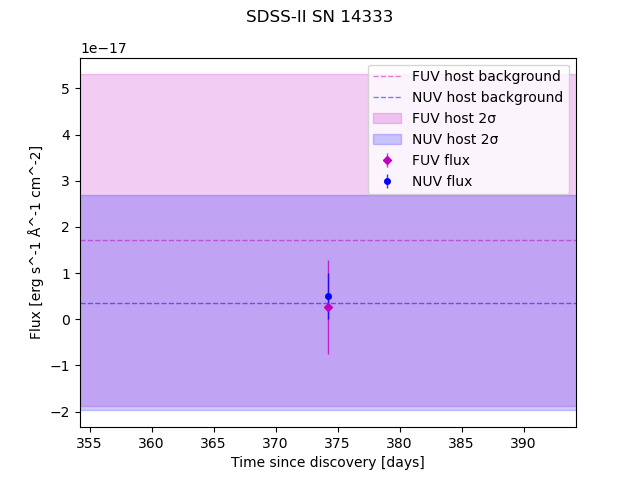 SDSS-II SN 14333
1e−17
FUV host background
NUV host background
FUV host 2σ
NUV host 2σ
FUV flux
NUV flux
5
4
3
2
1
0
−1
−2
Flux [erg s^-1 Å^-1 cm^-2]
355 360 365 370 375 380 385 390
Time since discovery [days]